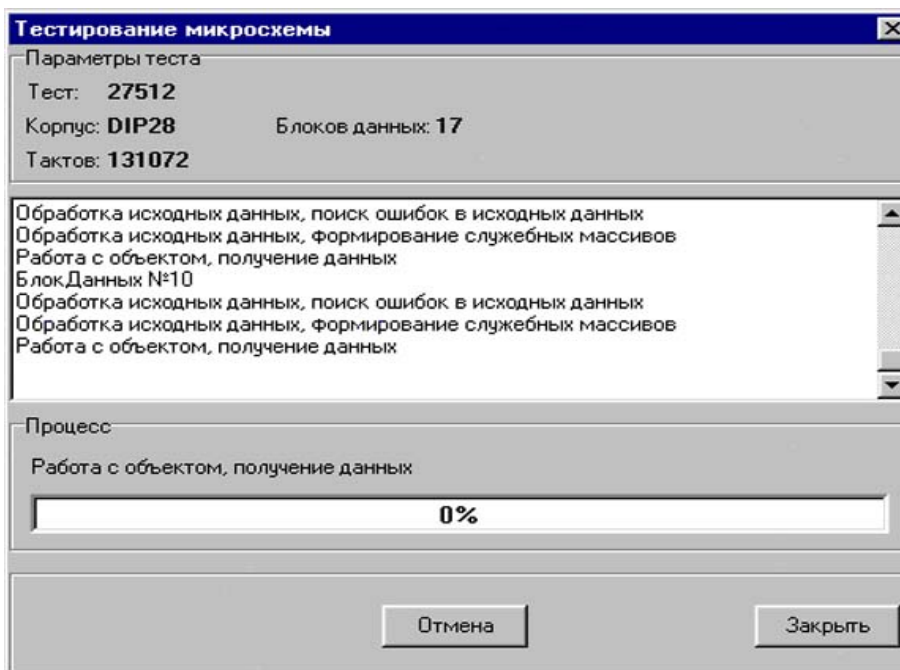 Тестирование микросхемы
Параметры теста
Тест: 27512
Корпус: DIP28 Блоков данных: 17
Тактов: 131072
Обработка исходных данных, поиск ошибок в исходных данных
Обработка исходных данных, формирование служебных массивов
Работа с объектом, получение данных
БлокДанных №10
Обработка исходных данных, поиск ошибок в исходных данных
Обработка исходных данных, формирование служебных массивов
Работа с объектом, получение данных
Процесс
Работа с объектом, получение данных
0%
Отмена Закрыть